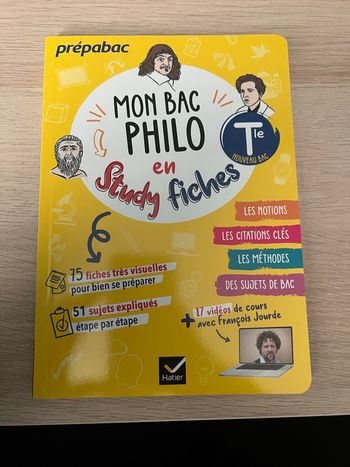 prépabac
MON BAC
PHILO
en
Study fiches
Tle
NOUVEAU BAC
LES NOTIONS
LES CITATIONS CLÉS
LES MÉTHODES
DES SUJETS DE BAC
75 fiches très visuelles
pour bien se préparer
51 sujets expliqués
étape par étape
+ 17 vidéos de cours
avec François Jourde
Hatier